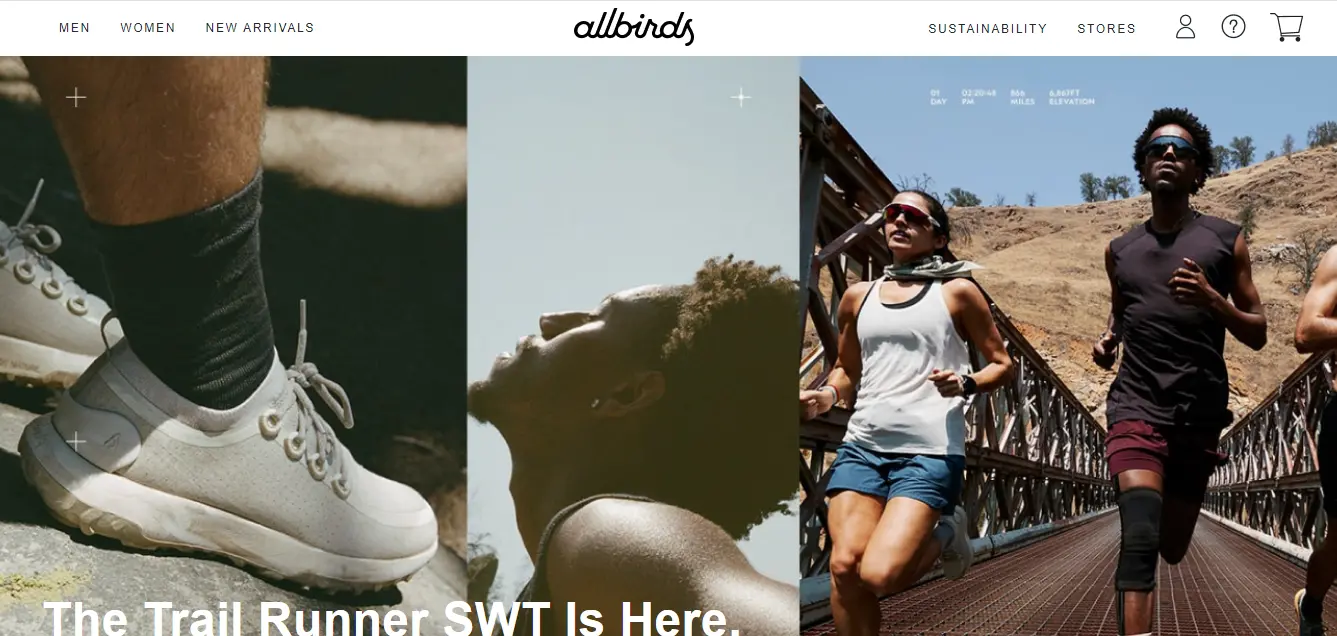 MEN WOMEN NEW ARRIVALS allbirds SUSTAINABILITY STORES ?
01 02:20:48 866 6,867FT
DAY PM MILES ELEVATION
The Trail Runner SWT Is Here.